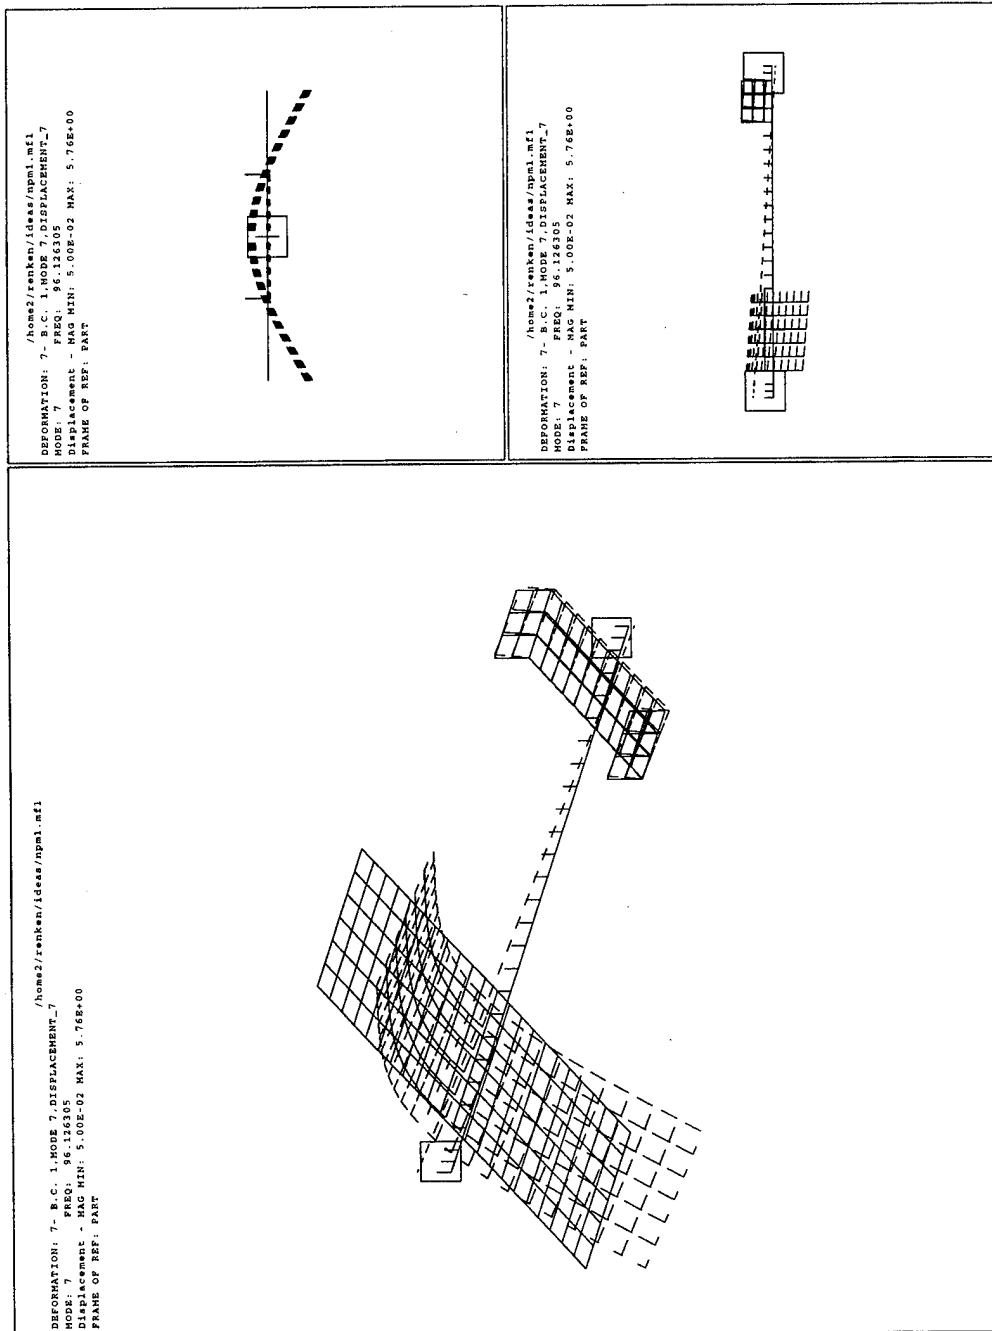 /home2/renken/ideas/npm1.mf1
DEFORMATION: 7- B.C. 1,MODE 7,DISPLACEMENT_7
MODE: 7 FREQ: 96.126305
Displacement - MAG MIN: 5.00E-02 MAX: 5.76E+00
FRAME OF REF: PART
/home2/renken/ideas/npm1.mf1
DEFORMATION: 7- B.C. 1,MODE 7,DISPLACEMENT_7
MODE: 7 FREQ: 96.126305
Displacement - MAG MIN: 5.00E-02 MAX: 5.76E+00
FRAME OF REF: PART
/home2/renken/ideas/npm1.mf1
DEFORMATION: 7- B.C. 1,MODE 7,DISPLACEMENT_7
MODE: 7 FREQ: 96.126305
Displacement - MAG MIN: 5.00E-02 MAX: 5.76E+00
FRAME OF REF: PART